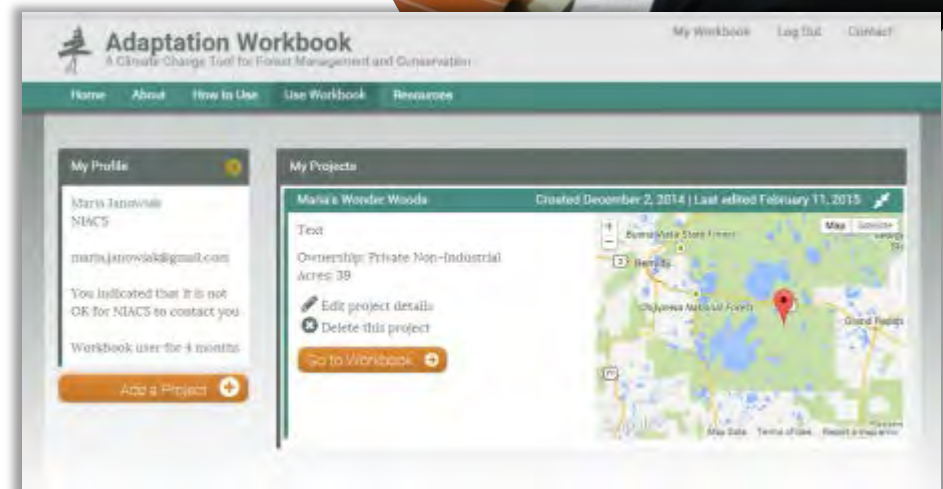 My Workbook Log Out Contact
Adaptation Workbook
A Climate Change Tool for Forest Management and Conservation
Home About How to Use Use Workbook Resources
My Profile
Maria Janowiak
NIACS
maria.janowiak@gmail.com
You indicated that it is not
OK for NIACS to contact you
Workbook user for 4 months
Add a Project
My Projects
Maria's Wonder Woods Created December 2, 2014 | Last edited February 11, 2015
Text
Ownership: Private Non-Industrial
Acres: 39
Edit project details
Delete this project
Go to Workbook
Map Satellite
Buena Vista State Forest
Bemidji
Chippewa National Forest
Grand Rapids
Map Data Terms of Use Report a map error